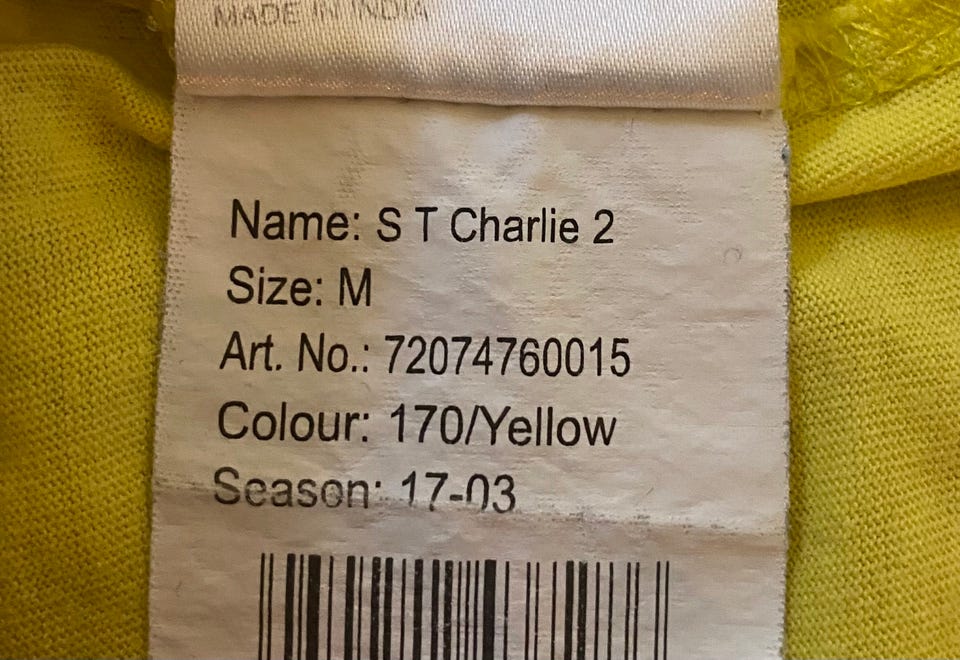 MADE IN INDIA
Name: S T Charlie 2
Size: M
Art. No.: 72074760015
Colour: 170/Yellow
Season: 17-03